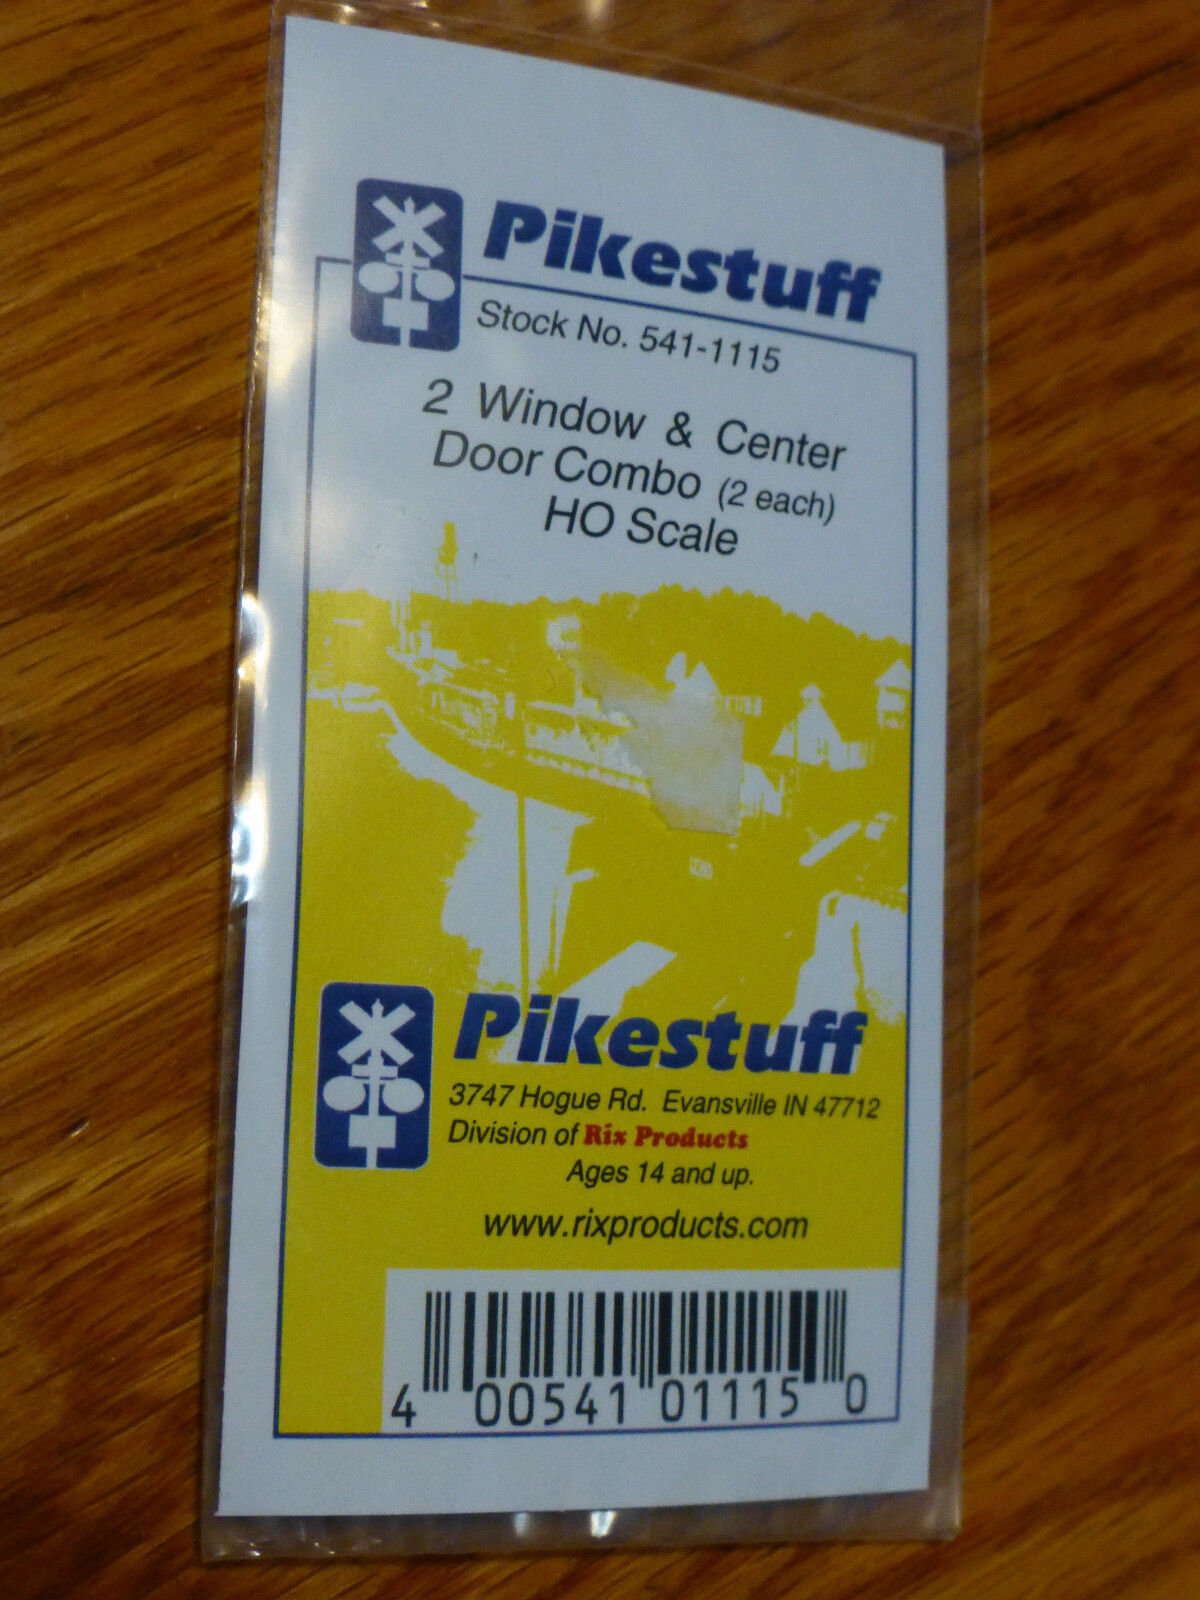 Pikestuff
Stock No. 541-1115
2 Window & Center
Door Combo (2 each)
HO Scale
Pikestuff
3747 Hogue Rd. Evansville IN 47712
Division of Rix Products
Ages 14 and up.
www.rixproducts.com
4 00541 01115 0